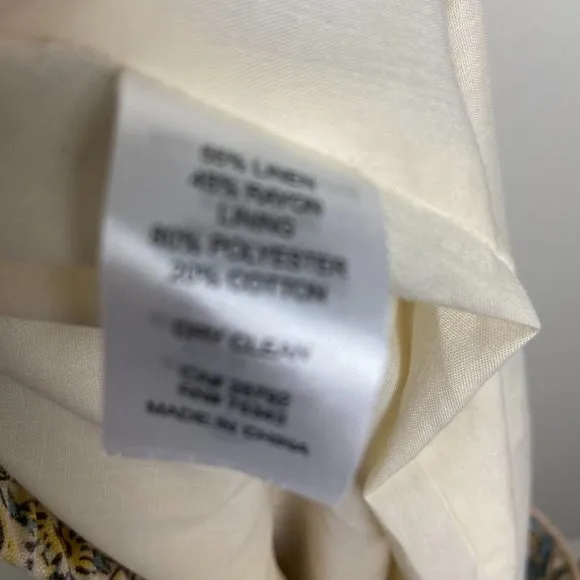 55% LINEN
45% RAYON
LINING
80% POLYESTER
20% COTTON
DRY CLEAN
MADE IN CHINA